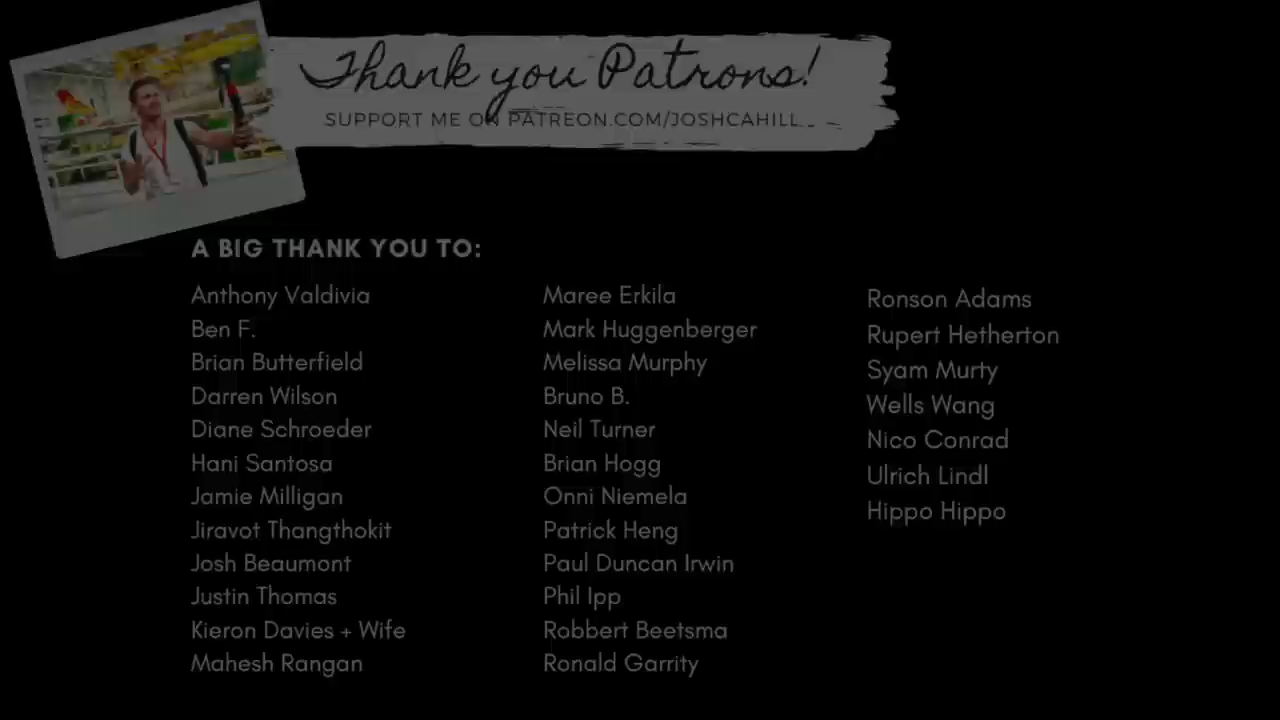 Thank you Patrons!
SUPPORT ME ON PATREON.COM/JOSHCAHILL
A BIG THANK YOU TO:
Anthony Valdivia
Ben F.
Brian Butterfield
Darren Wilson
Diane Schroeder
Hani Santosa
Jamie Milligan
Jiravot Thangthokit
Josh Beaumont
Justin Thomas
Kieron Davies + Wife
Mahesh Rangan
Maree Erkila
Mark Huggenberger
Melissa Murphy
Bruno B.
Neil Turner
Brian Hogg
Onni Niemela
Patrick Heng
Paul Duncan Irwin
Phil Ipp
Robbert Beetsma
Ronald Garrity
Ronson Adams
Rupert Hetherton
Syam Murty
Wells Wang
Nico Conrad
Ulrich Lindl
Hippo Hippo